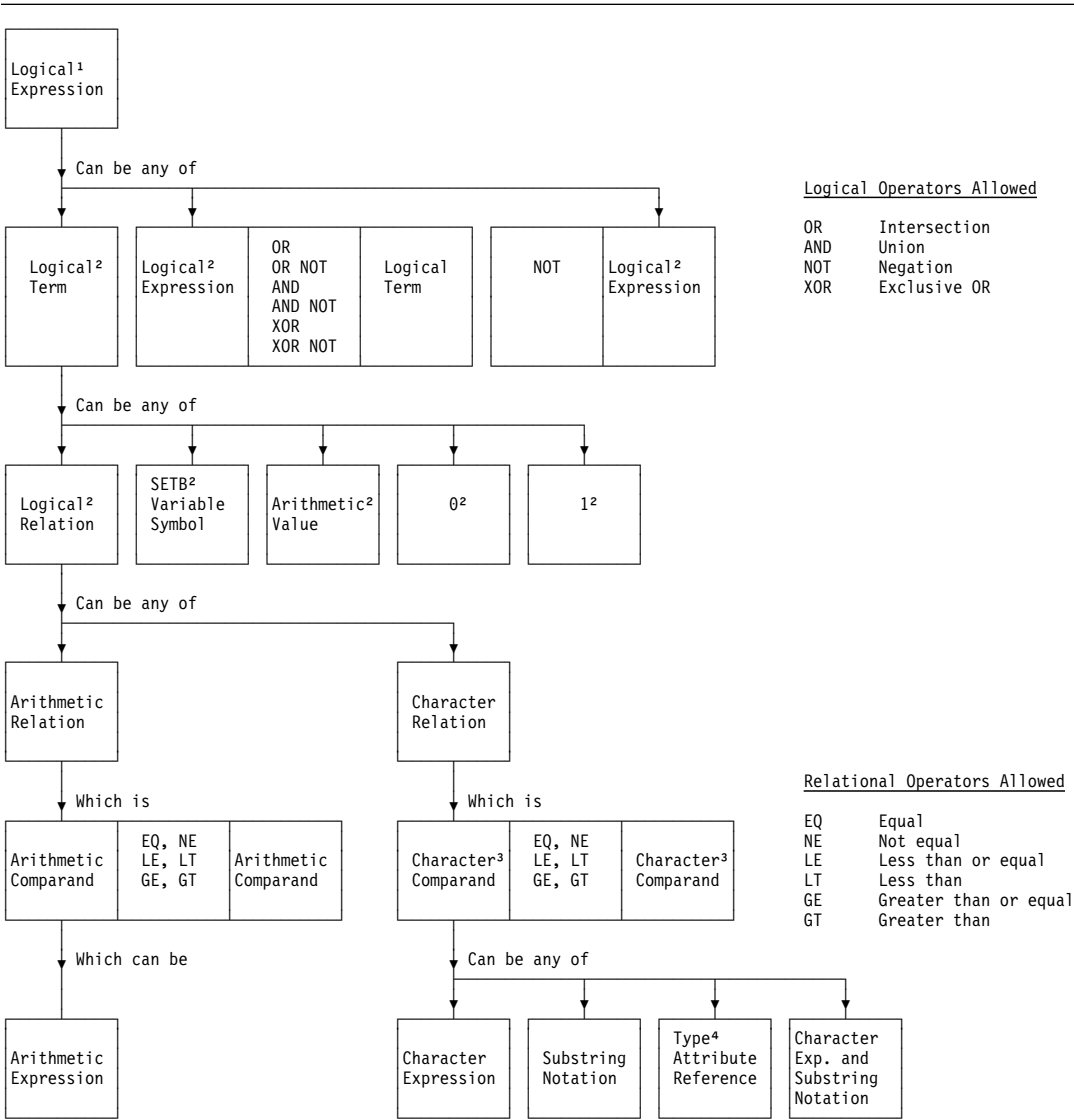 Logical¹
Expression
Can be any of
Logical Operators Allowed
OR Intersection
AND Union
NOT Negation
XOR Exclusive OR
Logical²
Term
Logical²
Expression
OR
OR NOT
AND
AND NOT
XOR
XOR NOT
Logical
Term
NOT
Logical²
Expression
Can be any of
Logical²
Relation
SETB²
Variable
Symbol
Arithmetic²
Value
0²
1²
Can be any of
Arithmetic
Relation
Character
Relation
Which is
Which is
Relational Operators Allowed
EQ Equal
NE Not equal
LE Less than or equal
LT Less than
GE Greater than or equal
GT Greater than
Arithmetic
Comparand
EQ, NE
LE, LT
GE, GT
Arithmetic
Comparand
Character³
Comparand
EQ, NE
LE, LT
GE, GT
Character³
Comparand
Which can be
Can be any of
Arithmetic
Expression
Character
Expression
Substring
Notation
Type⁴
Attribute
Reference
Character
Exp. and
Substring
Notation